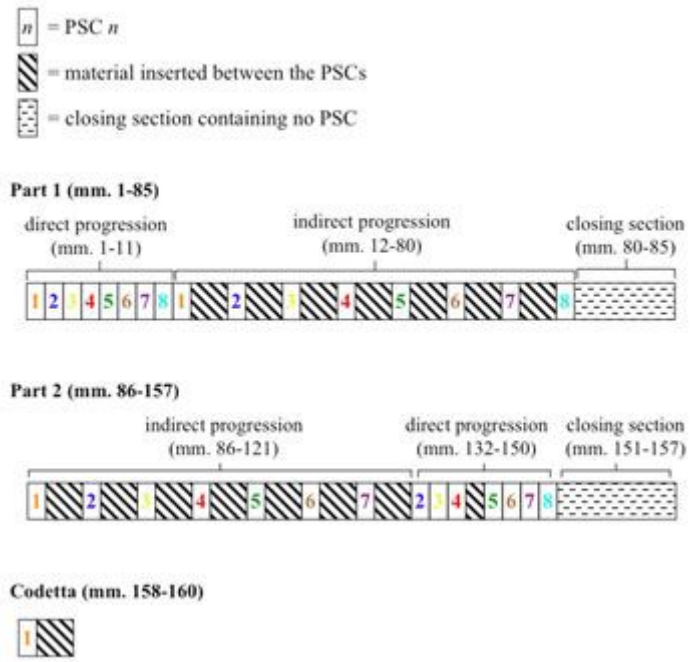 n = PSC n
= material inserted between the PSCs
= closing section containing no PSC
Part 1 (mm. 1-85)
direct progression indirect progression closing section
(mm. 1-11) (mm. 12-80) (mm. 80-85)
1 2 3 4 5 6 7 8 1 2 3 4 5 6 7 8
Part 2 (mm. 86-157)
indirect progression direct progression closing section
(mm. 86-121) (mm. 132-150) (mm. 151-157)
1 2 3 4 5 6 7 2 3 4 5 6 7 8
Codetta (mm. 158-160)
1